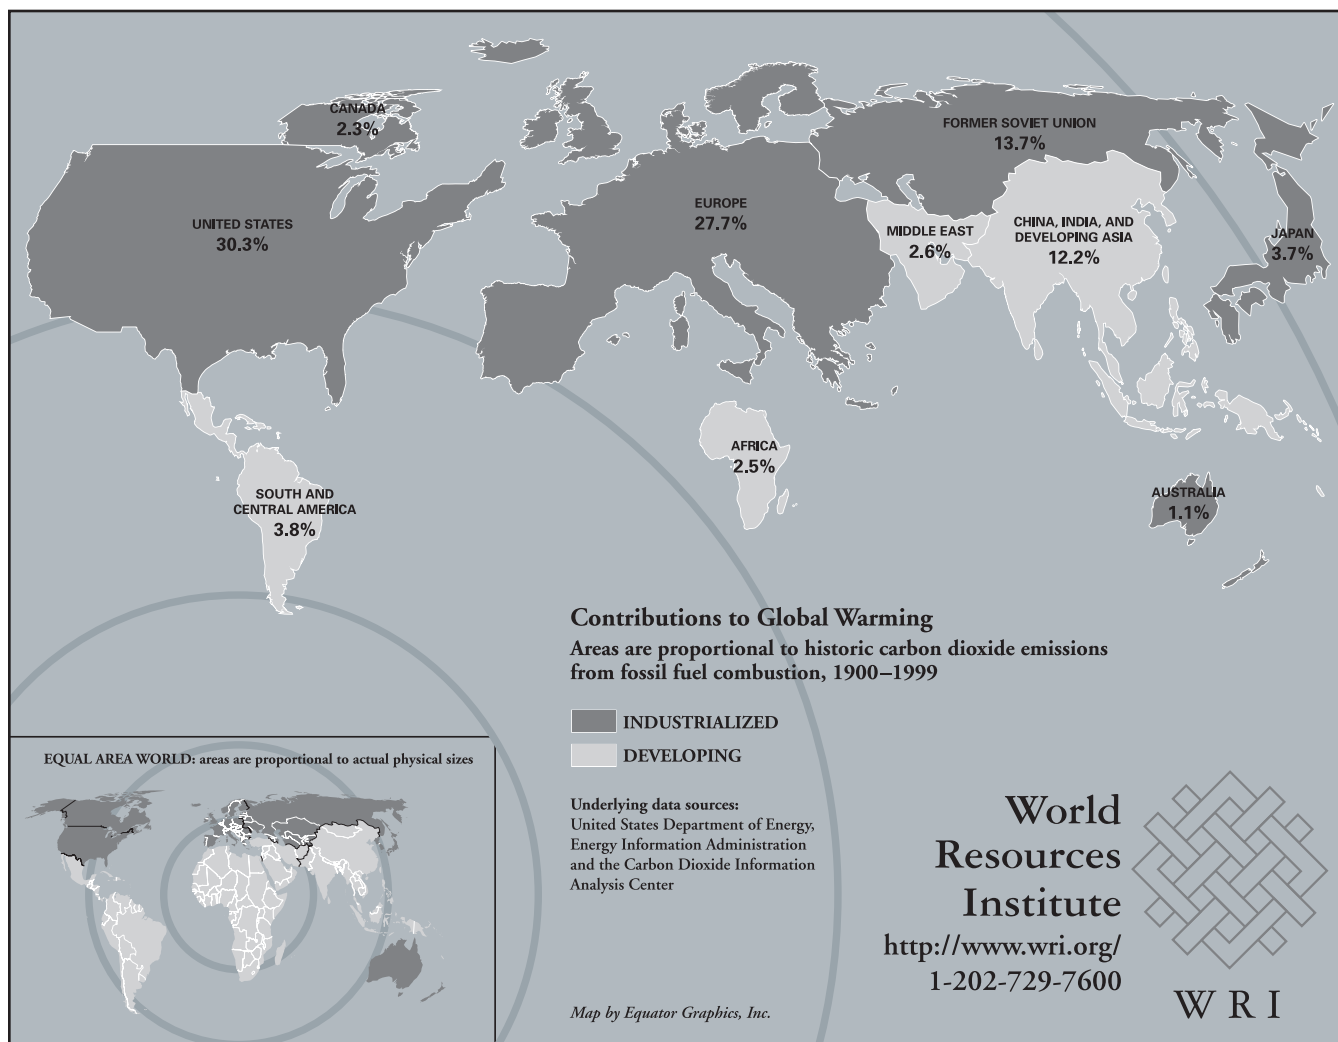 CANADA
2.3%
FORMER SOVIET UNION
13.7%
UNITED STATES
30.3%
EUROPE
27.7%
MIDDLE EAST
2.6%
CHINA, INDIA, AND
DEVELOPING ASIA
12.2%
JAPAN
3.7%
AFRICA
2.5%
SOUTH AND
CENTRAL AMERICA
3.8%
AUSTRALIA
1.1%
Contributions to Global Warming
Areas are proportional to historic carbon dioxide emissions
from fossil fuel combustion, 1900–1999
INDUSTRIALIZED
DEVELOPING
EQUAL AREA WORLD: areas are proportional to actual physical sizes
Underlying data sources:
United States Department of Energy,
Energy Information Administration
and the Carbon Dioxide Information
Analysis Center
Map by Equator Graphics, Inc.
World
Resources
Institute
http://www.wri.org/
1-202-729-7600
WRI